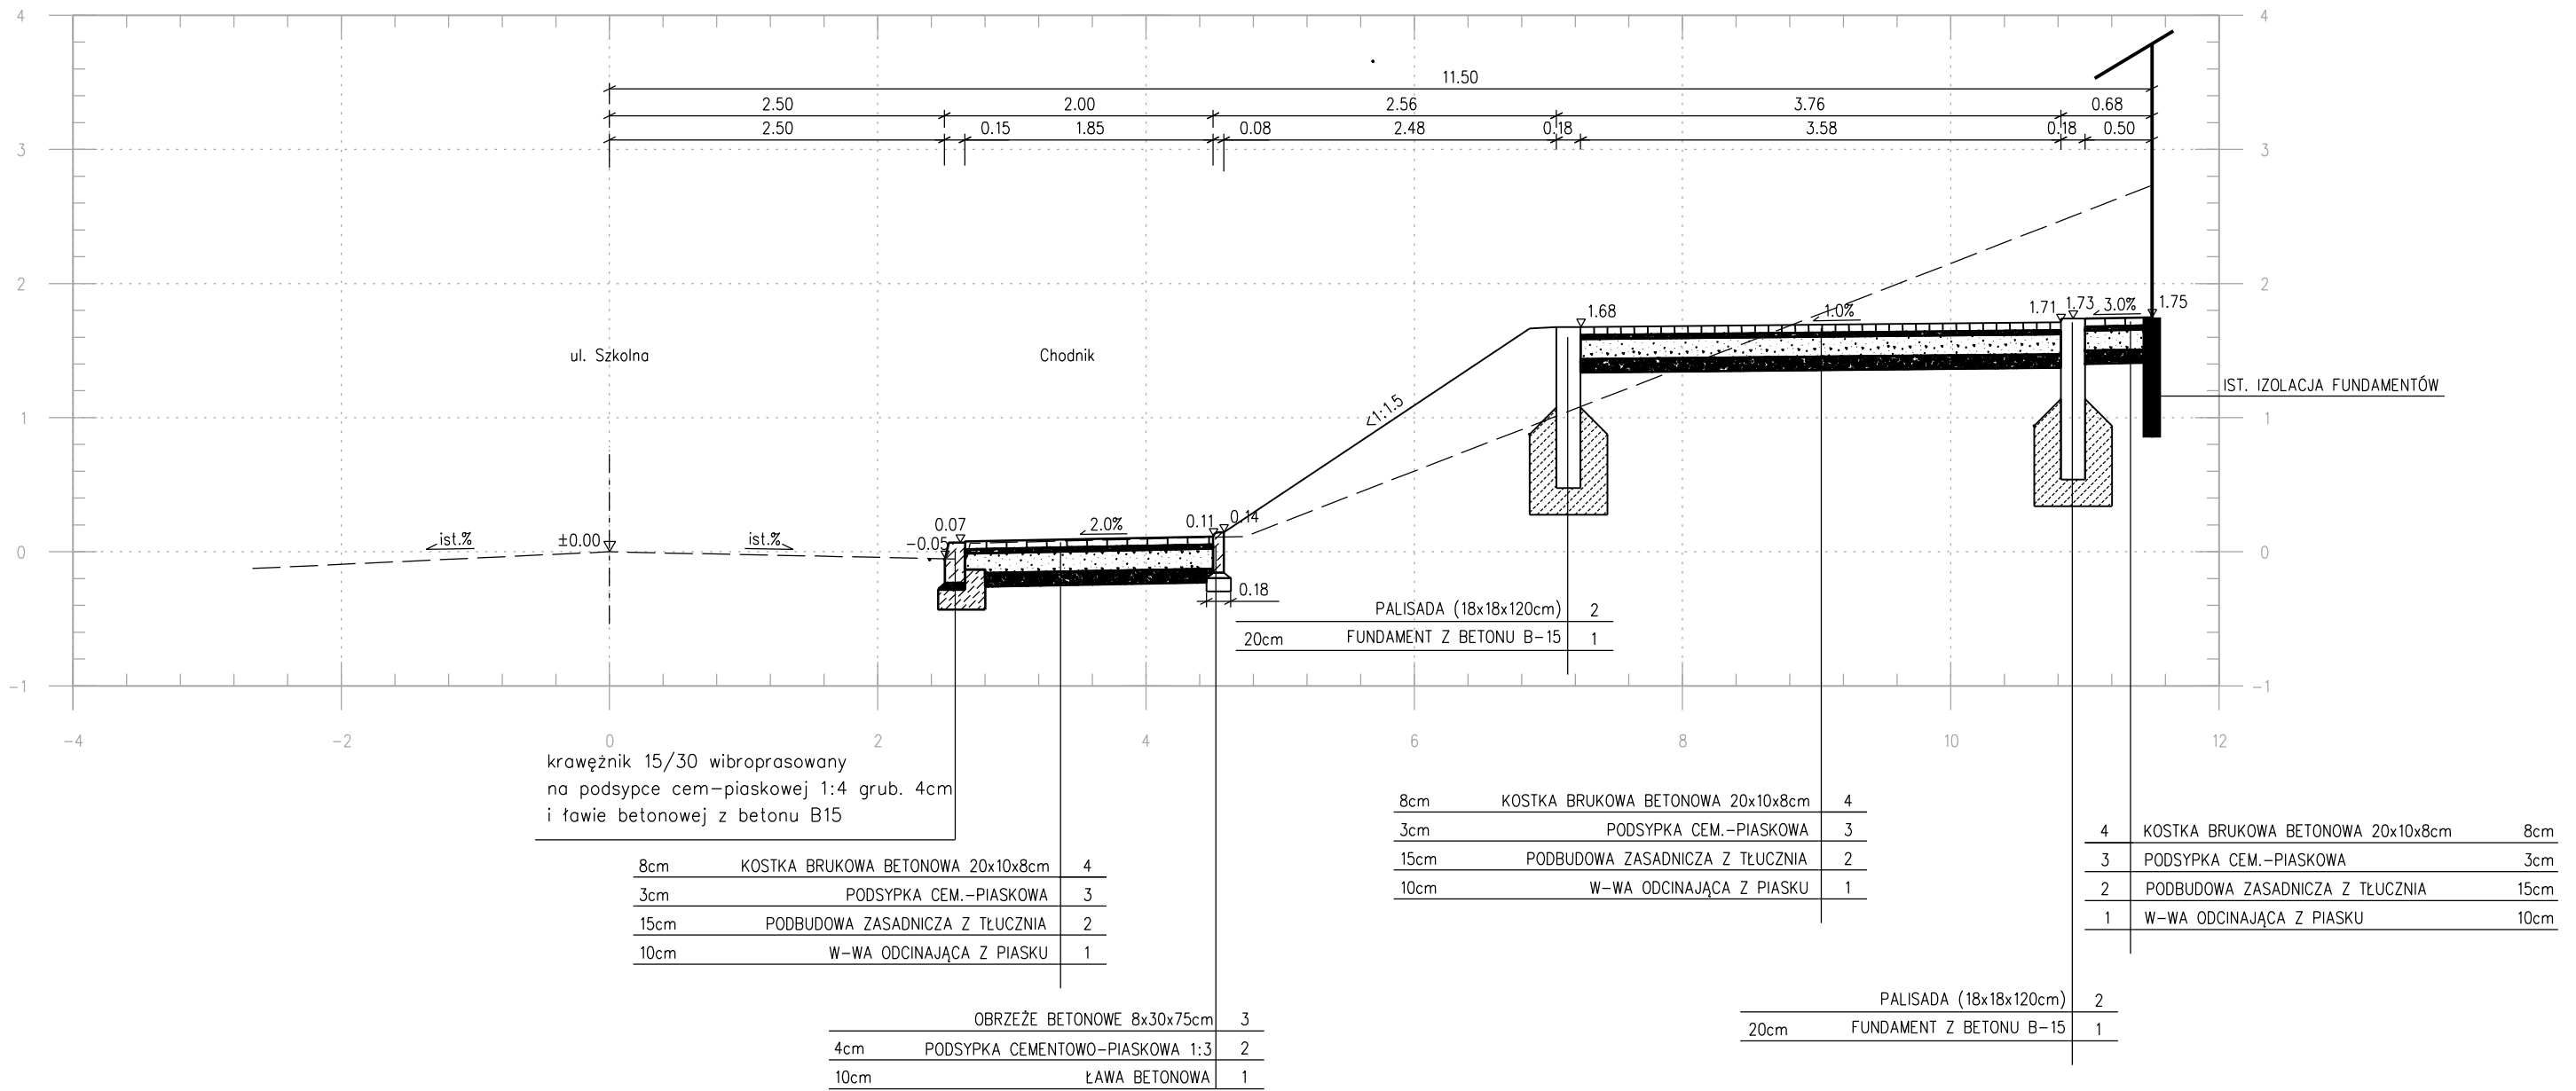 4
4
11.50
2.50
2.00
2.56
3.76
0.68
2.50
0.15
1.85
0.08
2.48
0.18
3.58
0.18
0.50
3
3
2
2
1.68
1.0%
1.71
1.73
3.0%
1.75
ul. Szkolna
Chodnik
IST. IZOLACJA FUNDAMENTÓW
1:1.5
1
1
ist.%
±0.00
ist.%
-0.05
0.07
2.0%
0.11
0.14
0
0
0.18
PALISADA (18x18x120cm) 2
20cm FUNDAMENT Z BETONU B-15 1
-1
-1
-4
-2
0
2
4
6
8
10
12
krawężnik 15/30 wibroprasowany
na podsypce cem-piaskowej 1:4 grub. 4cm
i ławie betonowej z betonu B15
8cm KOSTKA BRUKOWA BETONOWA 20x10x8cm 4
3cm PODSYPKA CEM.-PIASKOWA 3
15cm PODBUDOWA ZASADNICZA Z TŁUCZNIA 2
10cm W-WA ODCINAJĄCA Z PIASKU 1
OBRZEŻE BETONOWE 8x30x75cm 3
4cm PODSYPKA CEMENTOWO-PIASKOWA 1:3 2
10cm ŁAWA BETONOWA 1
8cm KOSTKA BRUKOWA BETONOWA 20x10x8cm 4
3cm PODSYPKA CEM.-PIASKOWA 3
15cm PODBUDOWA ZASADNICZA Z TŁUCZNIA 2
10cm W-WA ODCINAJĄCA Z PIASKU 1
4 KOSTKA BRUKOWA BETONOWA 20x10x8cm 8cm
3 PODSYPKA CEM.-PIASKOWA 3cm
2 PODBUDOWA ZASADNICZA Z TŁUCZNIA 15cm
1 W-WA ODCINAJĄCA Z PIASKU 10cm
PALISADA (18x18x120cm) 2
20cm FUNDAMENT Z BETONU B-15 1